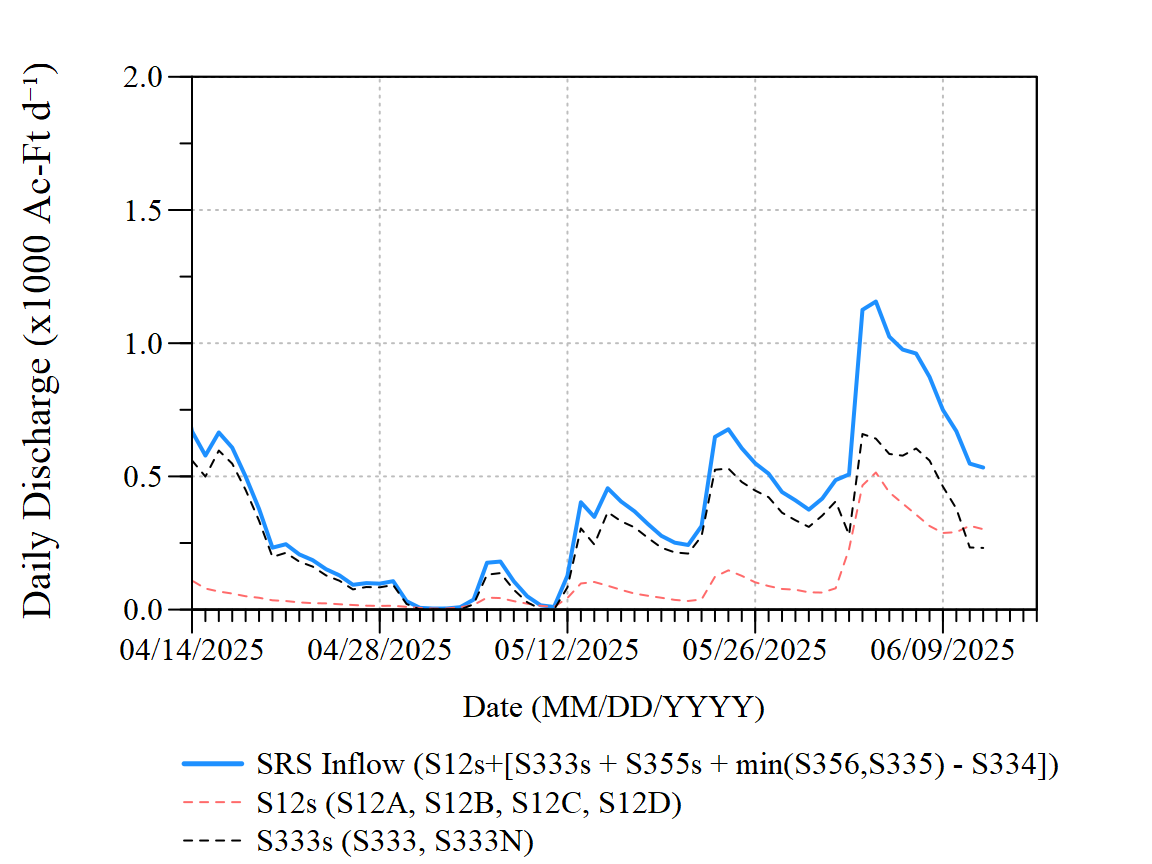 Daily Discharge (x1000 Ac-Ft d⁻¹)
2.0
1.5
1.0
0.5
0.0
04/14/2025 04/28/2025 05/12/2025 05/26/2025 06/09/2025
Date (MM/DD/YYYY)
SRS Inflow (S12s+[S333s + S355s + min(S356,S335) - S334])
S12s (S12A, S12B, S12C, S12D)
S333s (S333, S333N)